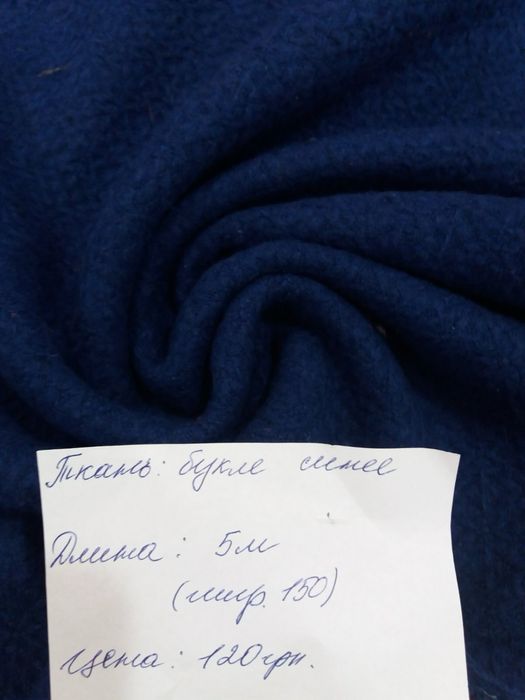 Ткань: букле синее
Длина: 5м
(шир. 150)
Цена: 120грн.